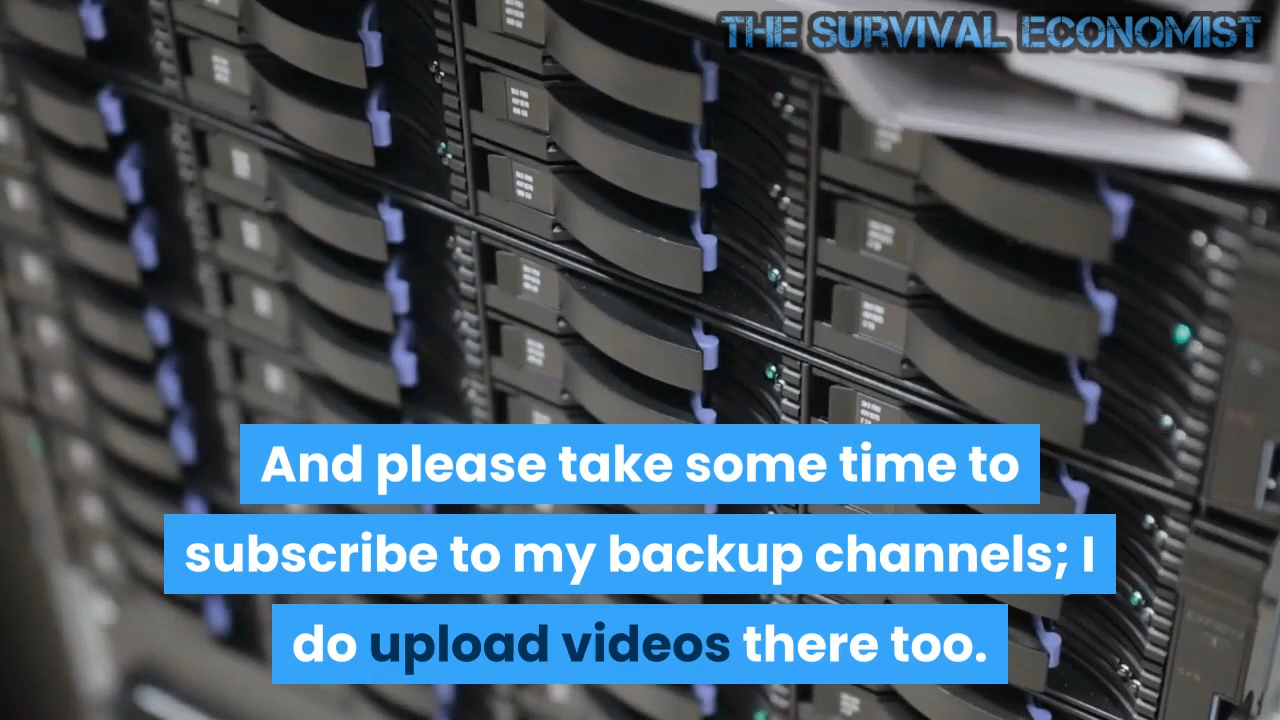 THE SURVIVAL ECONOMIST
And please take some time to
subscribe to my backup channels; I
do upload videos there too.